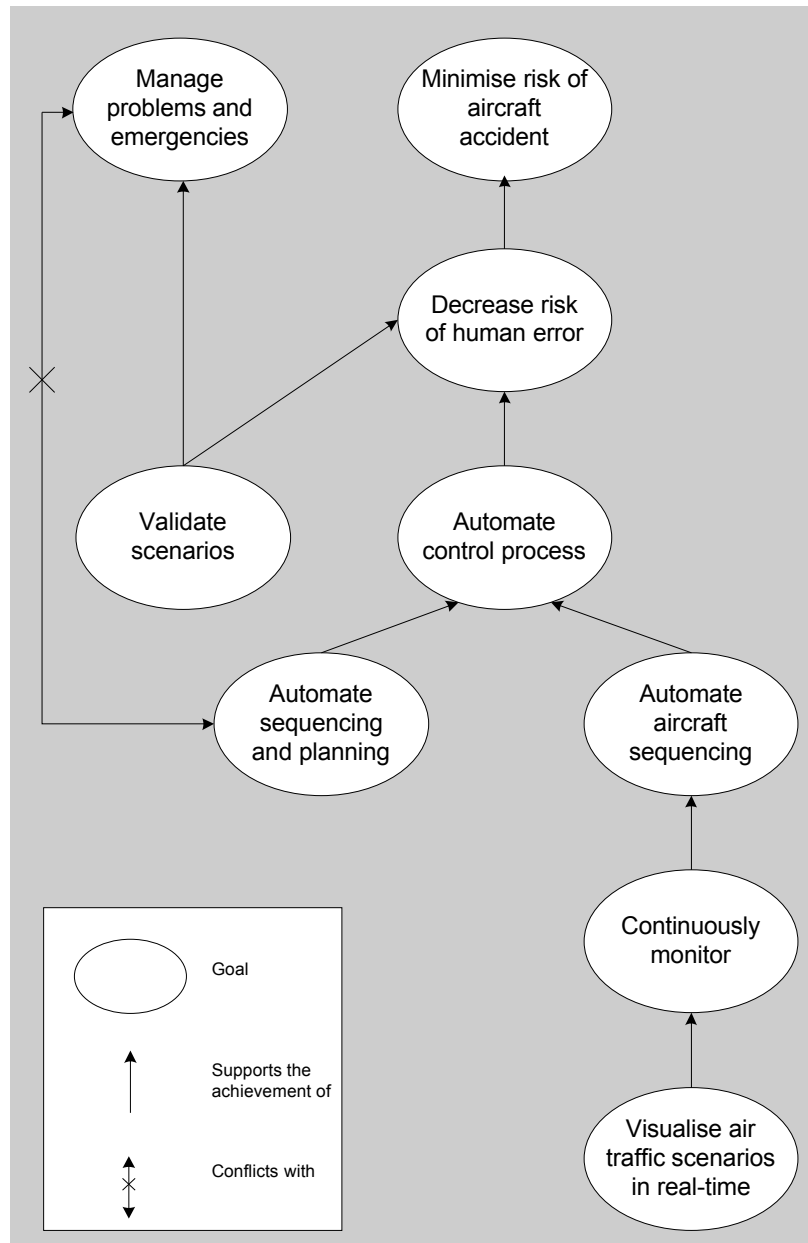 Manage
problems and
emergencies
Minimise risk of
aircraft
accident
Decrease risk
of human error
Validate
scenarios
Automate
control process
Automate
sequencing
and planning
Automate
aircraft
sequencing
Continuously
monitor
Visualise air
traffic scenarios
in real-time
Goal
Supports the
achievement of
Conflicts with